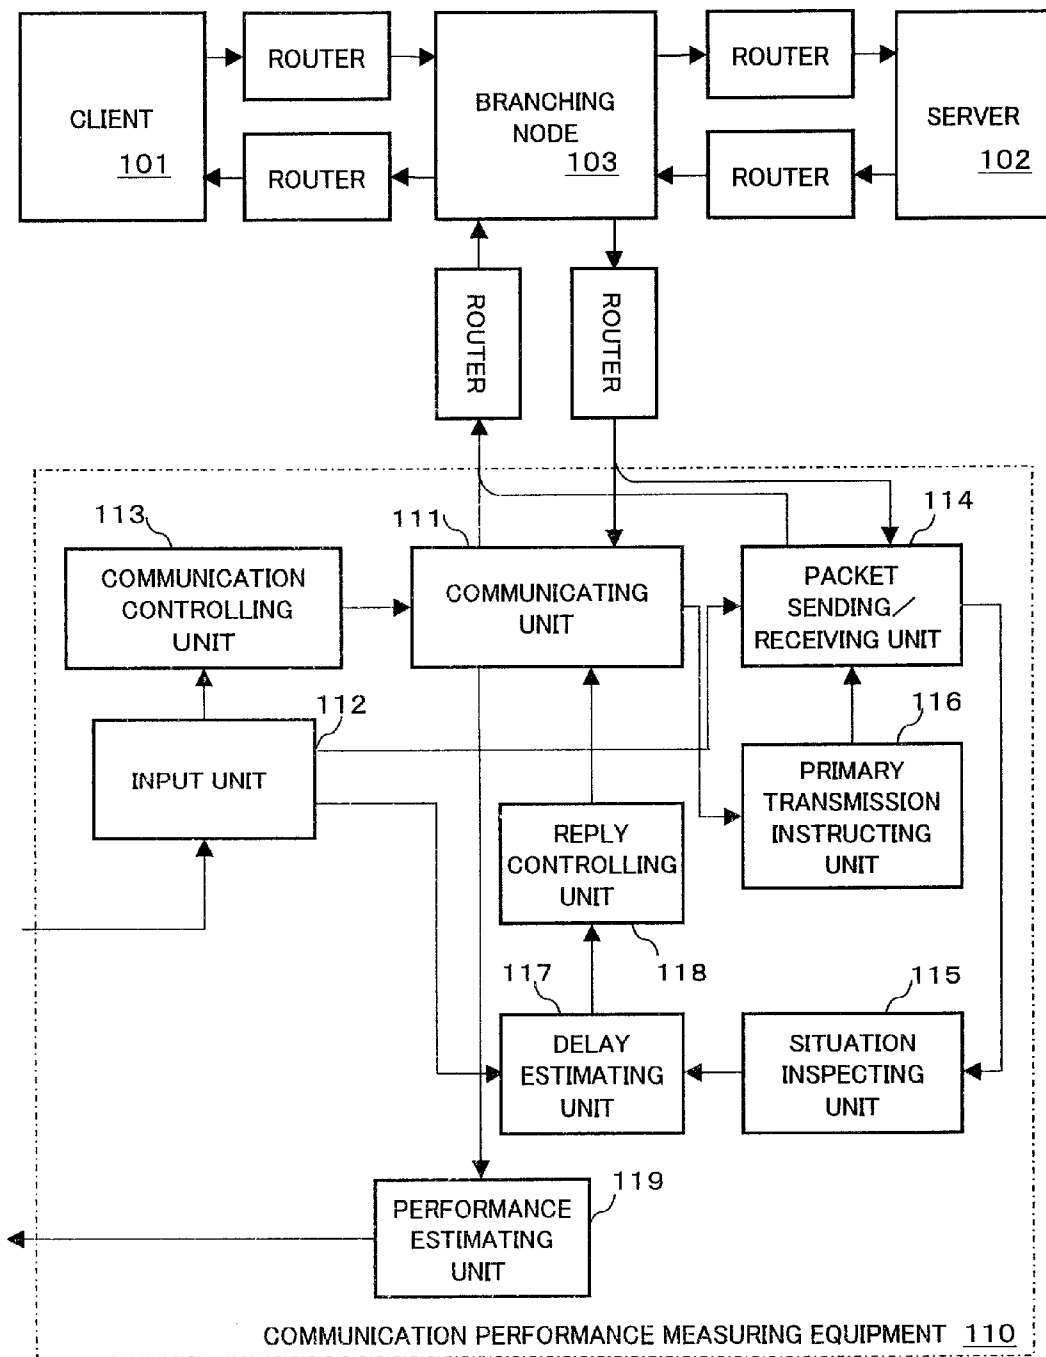 ROUTER
ROUTER
CLIENT
101
BRANCHING
NODE
103
SERVER
102
ROUTER
ROUTER
ROUTER
ROUTER
113
111
114
COMMUNICATION
CONTROLLING
UNIT
COMMUNICATING
UNIT
PACKET
SENDING/
RECEIVING UNIT
112
116
INPUT UNIT
PRIMARY
TRANSMISSION
INSTRUCTING
UNIT
REPLY
CONTROLLING
UNIT
117
118
115
DELAY
ESTIMATING
UNIT
SITUATION
INSPECTING
UNIT
119
PERFORMANCE
ESTIMATING
UNIT
COMMUNICATION PERFORMANCE MEASURING EQUIPMENT 110